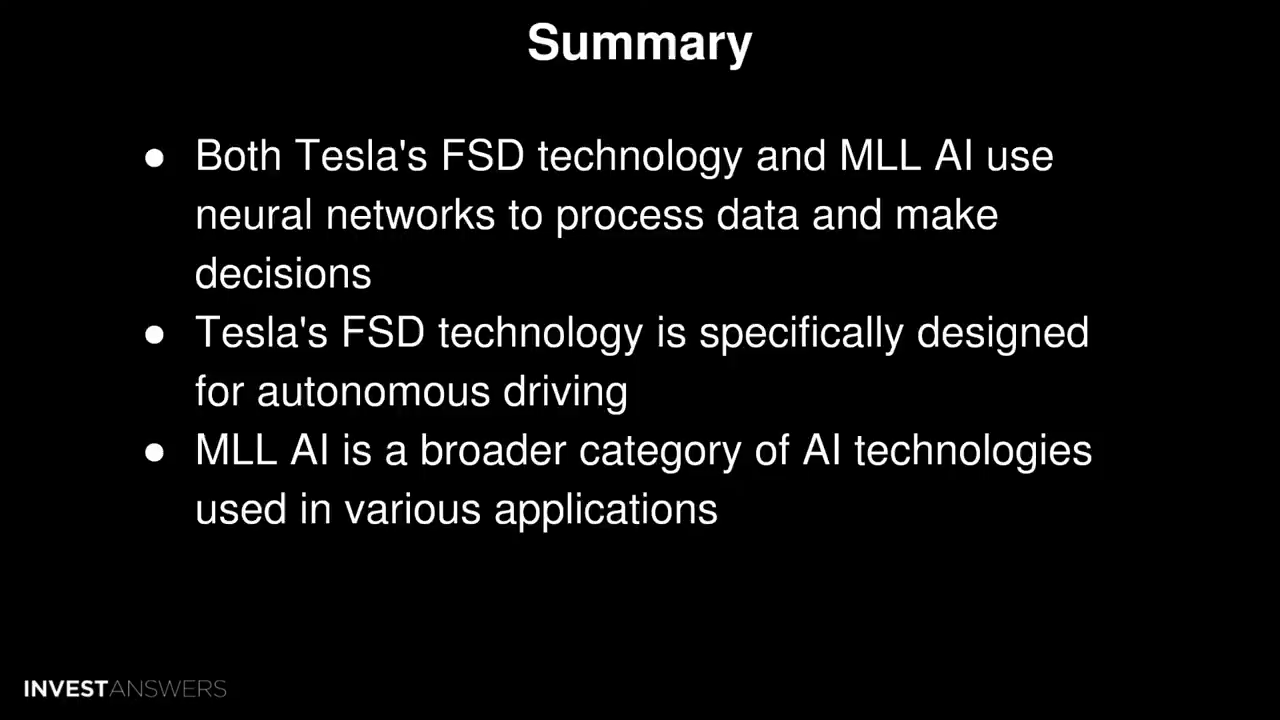 Summary
● Both Tesla's FSD technology and MLL AI use
neural networks to process data and make
decisions
● Tesla's FSD technology is specifically designed
for autonomous driving
● MLL AI is a broader category of AI technologies
used in various applications
INVESTANSWERS